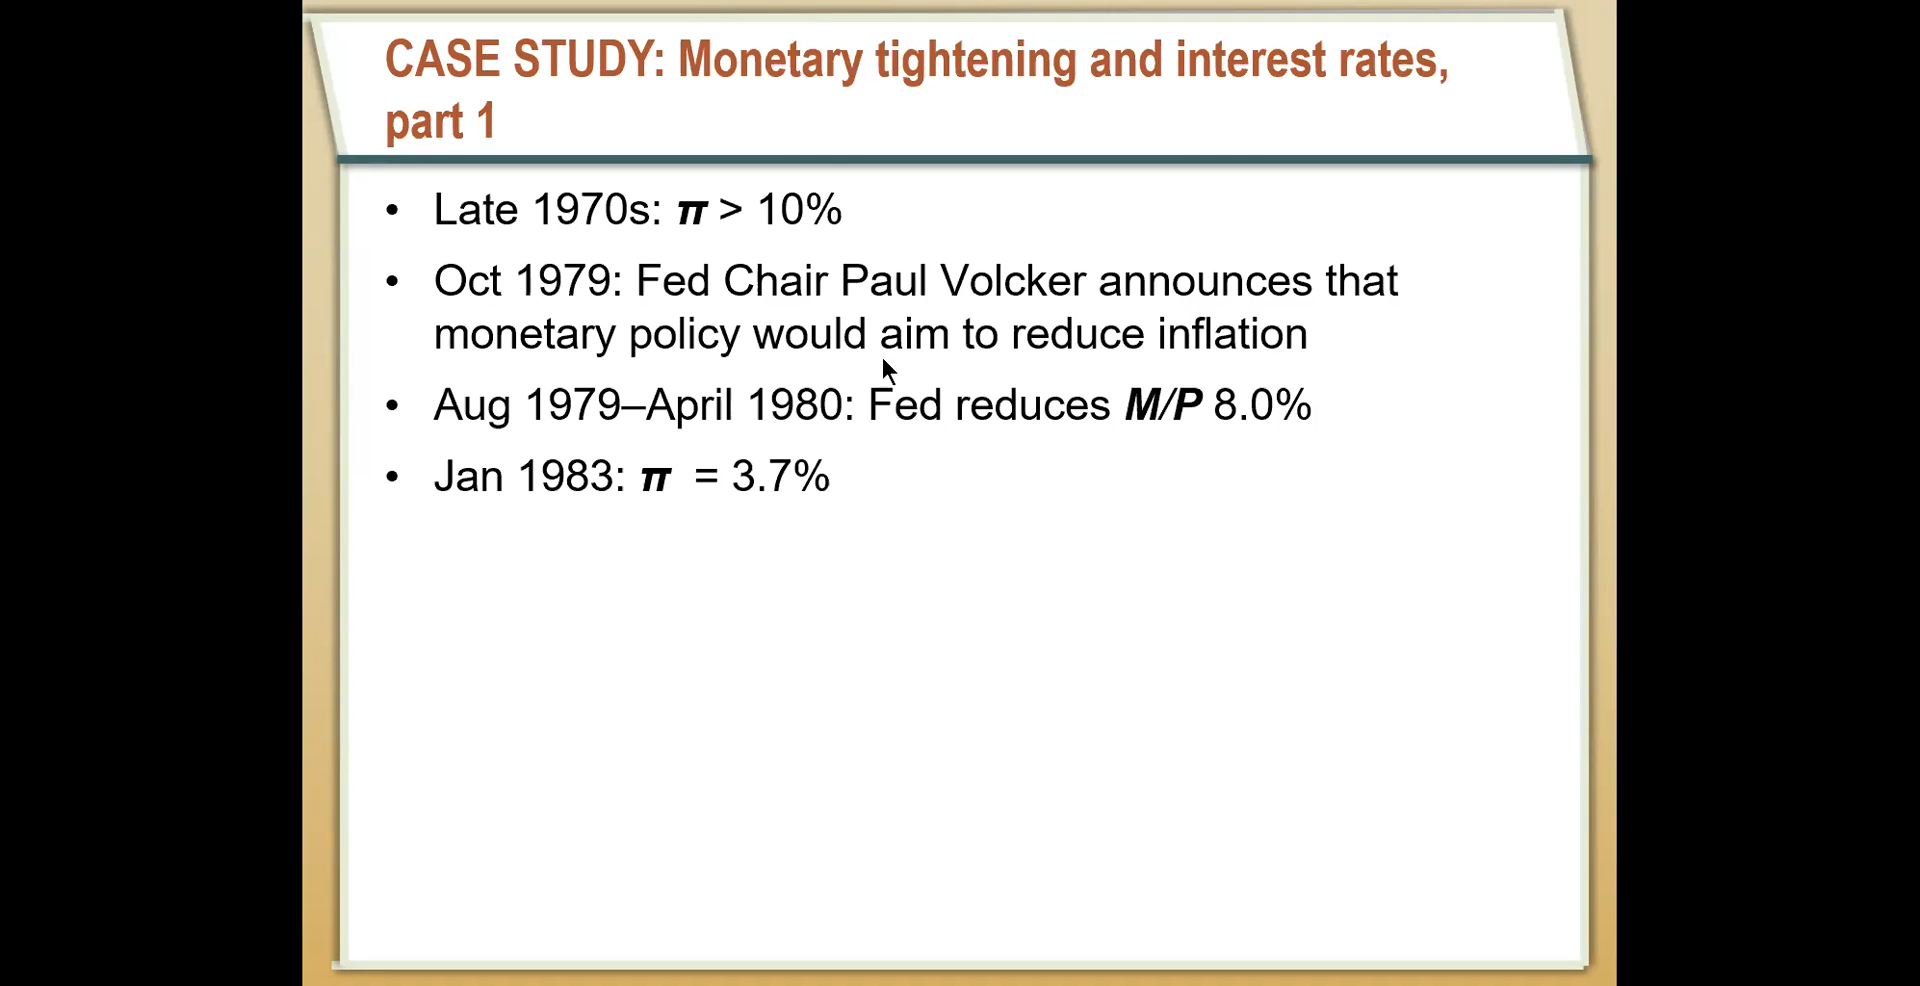 CASE STUDY: Monetary tightening and interest rates,
part 1
• Late 1970s: π > 10%
• Oct 1979: Fed Chair Paul Volcker announces that
monetary policy would aim to reduce inflation
• Aug 1979–April 1980: Fed reduces M/P 8.0%
• Jan 1983: π = 3.7%